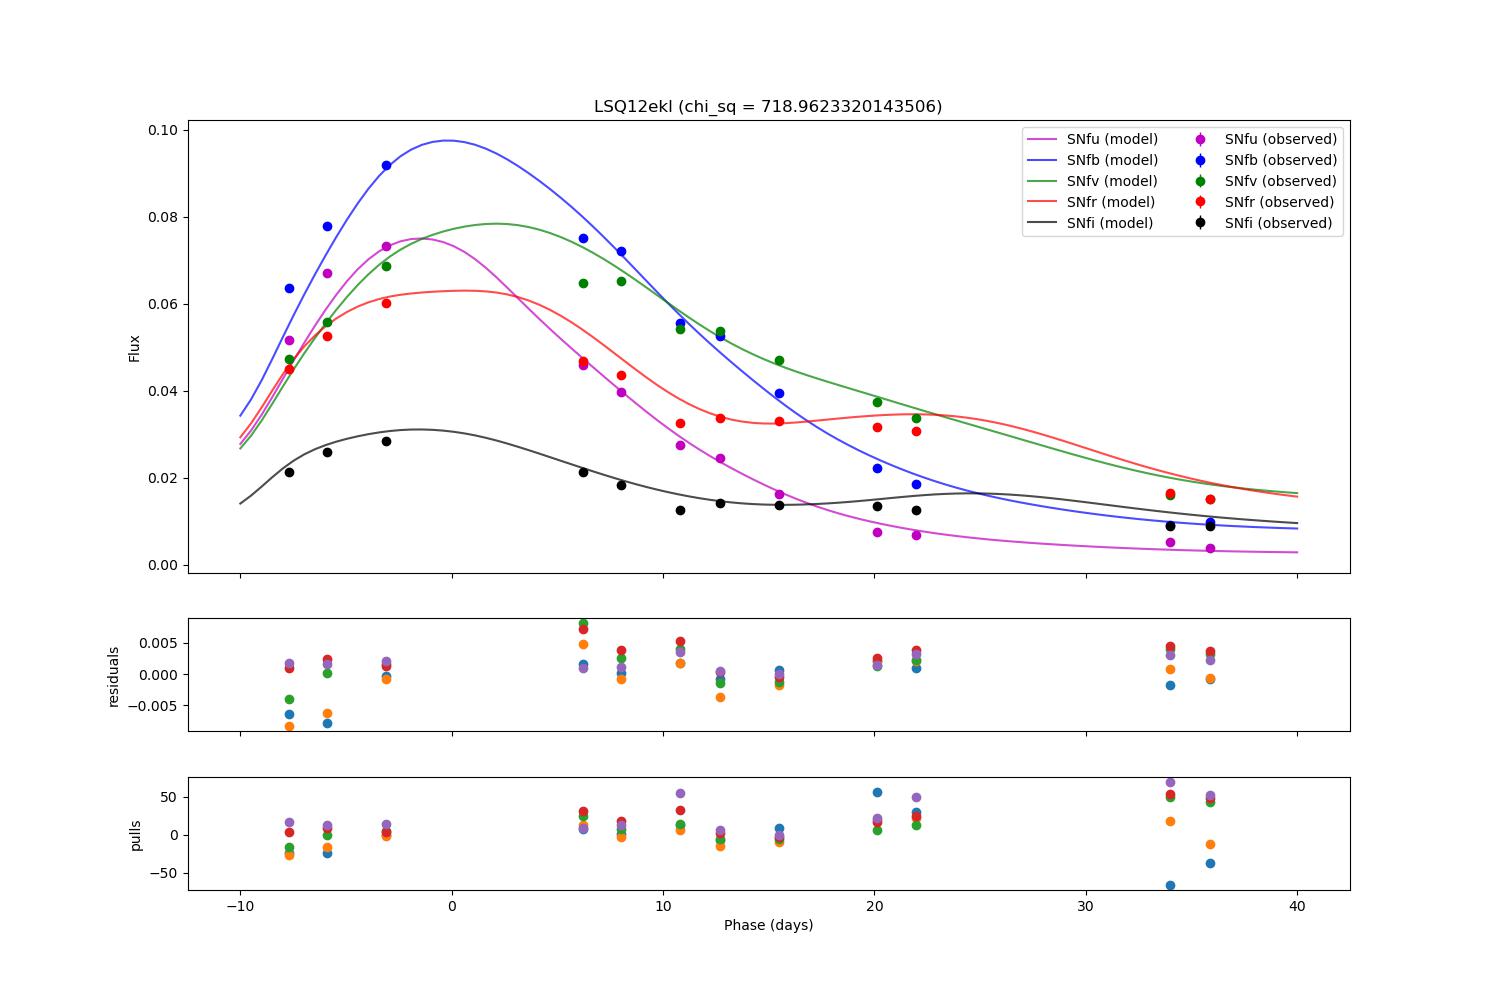 LSQ12ekl (chi_sq = 718.9623320143506)
SNfu (model)
SNfb (model)
SNfv (model)
SNfr (model)
SNfi (model)
SNfu (observed)
SNfb (observed)
SNfv (observed)
SNfr (observed)
SNfi (observed)
Flux
0.10
0.08
0.06
0.04
0.02
0.00
residuals
0.005
0.000
−0.005
pulls
50
0
−50
−10 0 10 20 30 40
Phase (days)